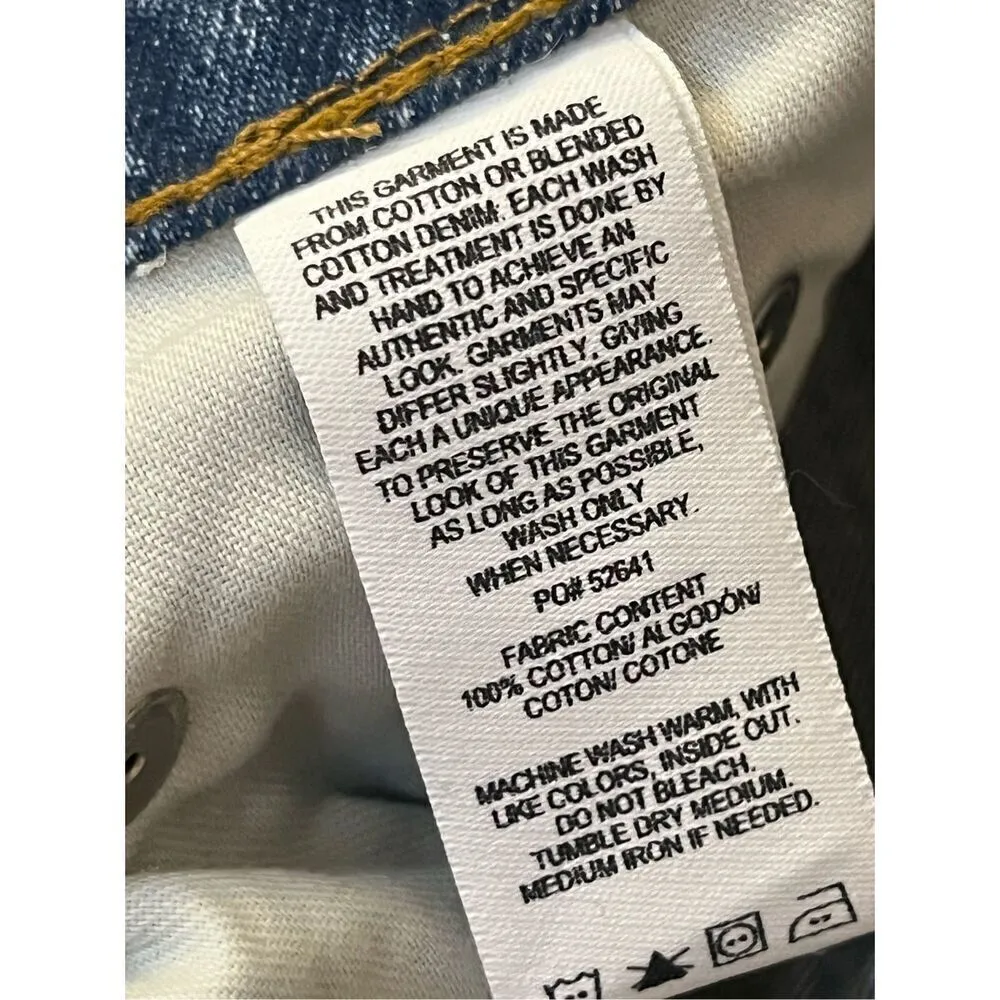 THIS GARMENT IS MADE
FROM COTTON OR BLENDED
COTTON DENIM. EACH WASH
AND TREATMENT IS DONE BY
HAND TO ACHIEVE AN
AUTHENTIC AND SPECIFIC
LOOK. GARMENTS MAY
DIFFER SLIGHTLY, GIVING
EACH A UNIQUE APPEARANCE.
TO PRESERVE THE ORIGINAL
LOOK OF THIS GARMENT
AS LONG AS POSSIBLE,
WASH ONLY
WHEN NECESSARY.
PO# 52641
FABRIC CONTENT
100% COTTON/ ALGODÓN/
COTON/ COTONE
MACHINE WASH WARM, WITH
LIKE COLORS, INSIDE OUT.
DO NOT BLEACH.
TUMBLE DRY MEDIUM.
MEDIUM IRON IF NEEDED.